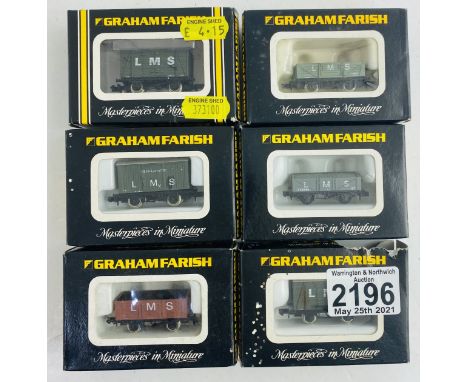 GRAHAM FARISH
ENGINE SHED
£ 4.15
L M S
ENGINE SHED
373100
Masterpieces in Miniature
GRAHAM FARISH
L M S
Masterpieces in Miniature
GRAHAM FARISH
L M S
Masterpieces in Miniature
GRAHAM FARISH
L M S
Masterpieces in Miniature
GRAHAM FARISH
L M S
Masterpieces in Miniature
GRAHAM FARISH
L
Warrington & Northwich
Auction
2196
May 25th 2021
Masterpieces in Miniature